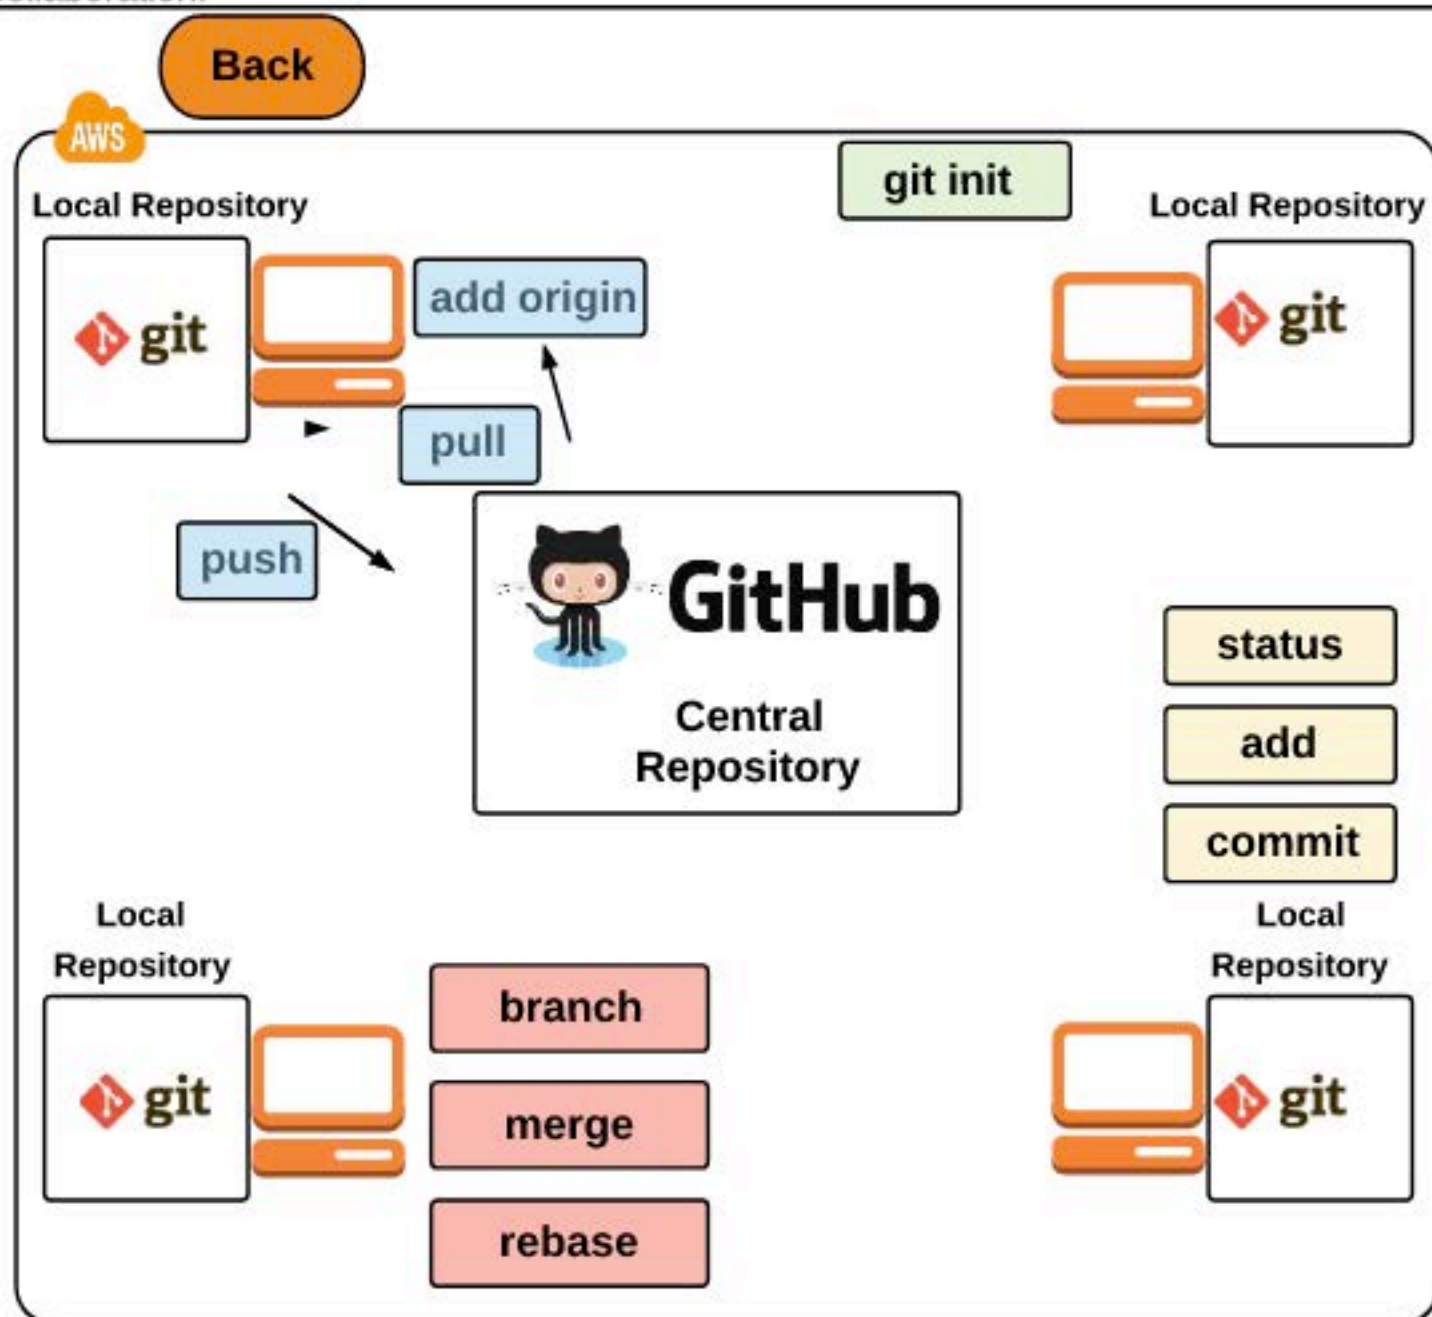 Back
AWS
git init
Local Repository
Local Repository
git
add origin
git
pull
push
GitHub
Central
Repository
status
add
commit
Local
Repository
Local
Repository
git
branch
merge
rebase
git